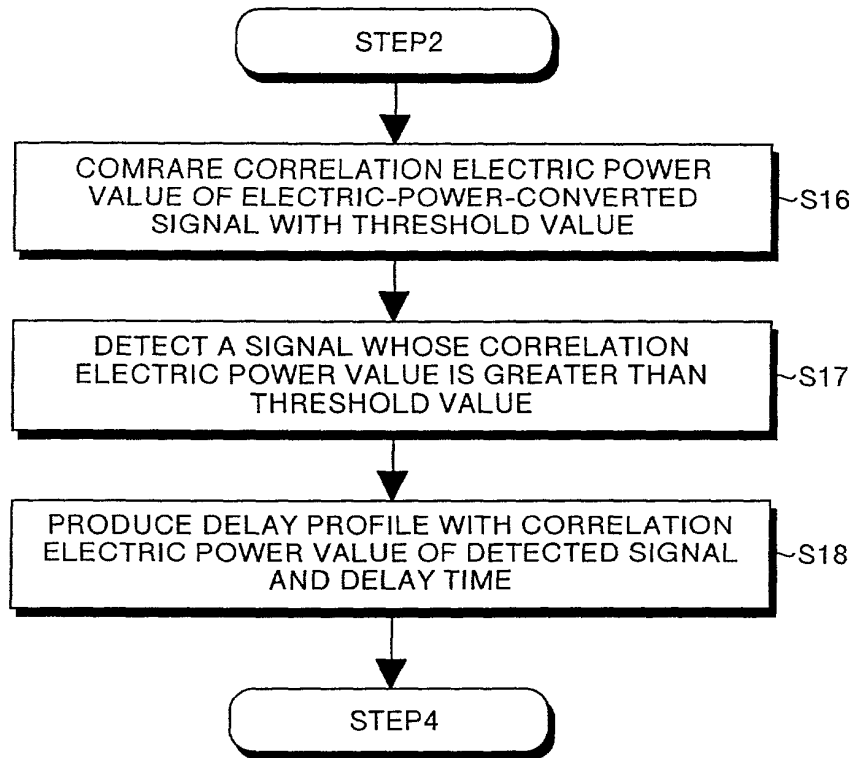 STEP2
COMRARE CORRELATION ELECTRIC POWER
VALUE OF ELECTRIC-POWER-CONVERTED
SIGNAL WITH THRESHOLD VALUE
~S16
DETECT A SIGNAL WHOSE CORRELATION
ELECTRIC POWER VALUE IS GREATER THAN
THRESHOLD VALUE
~S17
PRODUCE DELAY PROFILE WITH CORRELATION
ELECTRIC POWER VALUE OF DETECTED SIGNAL
AND DELAY TIME
~S18
STEP4